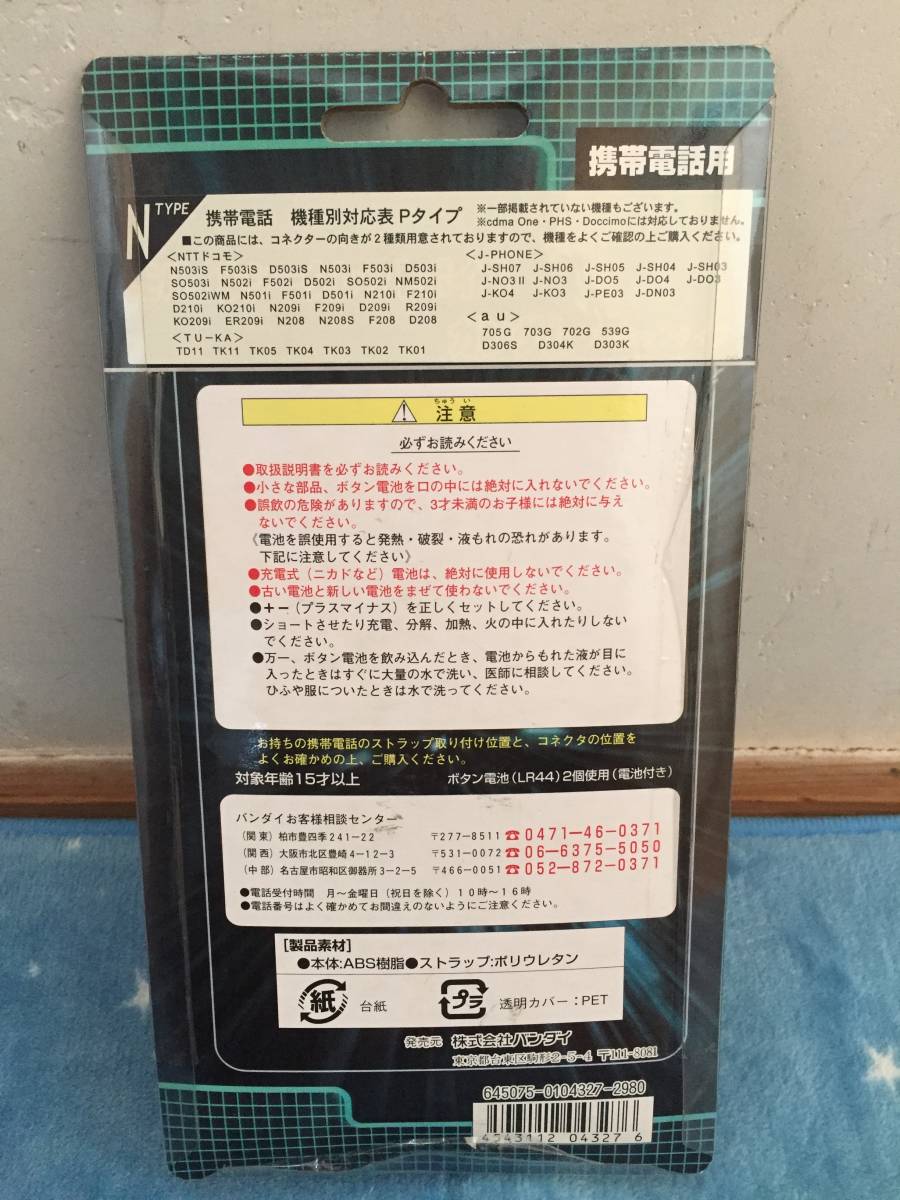 携帯電話用
N TYPE
携帯電話 機種別対応表 Pタイプ
※一部掲載されていない機種もございます。
※cdma One・PHS・Doccimoには対応しておりません。
■この商品には、コネクターの向きが2種類用意されておりますので、機種をよくご確認の上ご購入ください。
<NTTドコモ>
N503iS F503iS D503iS N503i F503i D503i
SO503i N502i F502i D502i SO502i NM502i
SO502iWM N501i F501i D501i N210i F210i
D210i KO210i N209i F209i D209i R209i
KO209i ER209i N208 N208S F208 D208
<TU-KA>
TD11 TK11 TK05 TK04 TK03 TK02 TK01
<J-PHONE>
J-SH07 J-SH06 J-SH05 J-SH04 J-SH03
J-NO3Ⅱ J-NO3 J-DO5 J-DO4 J-DO3
J-KO4 J-KO3 J-PE03 J-DN03
<au>
705G 703G 702G 539G
D306S D304K D303K
ちゅう い
注意
必ずお読みください
●取扱説明書を必ずお読みください。
●小さな部品、ボタン電池を口の中には絶対に入れないでください。
●誤飲の危険がありますので、3才未満のお子様には絶対に与え
ないでください。
《電池を誤使用すると発熱・破裂・液もれの恐れがあります。
下記に注意してください》
●充電式（ニカドなど）電池は、絶対に使用しないでください。
●古い電池と新しい電池をまぜて使わないでください。
●＋－（プラスマイナス）を正しくセットしてください。
●ショートさせたり充電、分解、加熱、火の中に入れたりしない
でください。
●万一、ボタン電池を飲み込んだとき、電池からもれた液が目に
入ったときはすぐに大量の水で洗い、医師に相談してください。
ひふや服についたときは水で洗ってください。
お持ちの携帯電話のストラップ取り付け位置と、コネクタの位置を
よくお確かめの上、ご購入ください。
対象年齢15才以上 ボタン電池（LR44）2個使用（電池付き）
バンダイお客様相談センター
（関東）柏市豊四季241－22 〒277-8511 ☎0471－46－0371
（関西）大阪市北区豊崎4－12－3 〒531-0072 ☎06－6375－5050
（中部）名古屋市昭和区御器所3－2－5 〒466-0051 ☎052－872－0371
●電話受付時間 月～金曜日（祝日を除く）10時～16時
●電話番号はよく確かめてお間違えのないようにご注意ください。
[製品素材]
●本体:ABS樹脂●ストラップ:ポリウレタン
紙 台紙 プラ 透明カバー：PET
発売元 株式会社バンダイ
東京都台東区駒形2－5－4 〒111-8081
645075-0104327-2980
4543112 04327 6